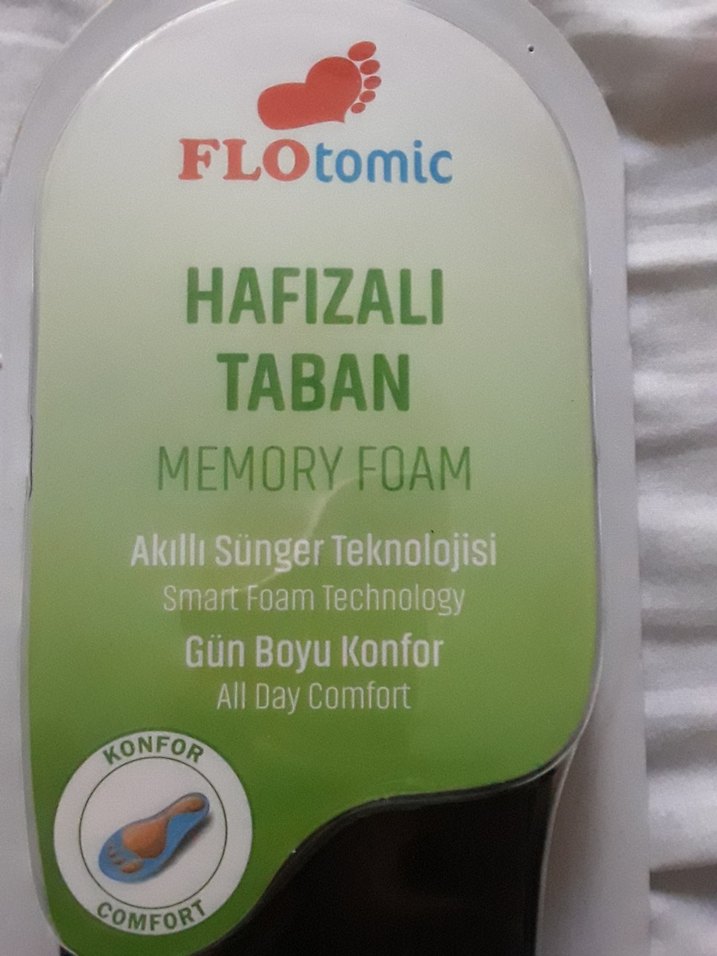 FLOtomic
HAFIZALI
TABAN
MEMORY FOAM
Akıllı Sünger Teknolojisi
Smart Foam Technology
Gün Boyu Konfor
All Day Comfort
KONFOR
COMFORT